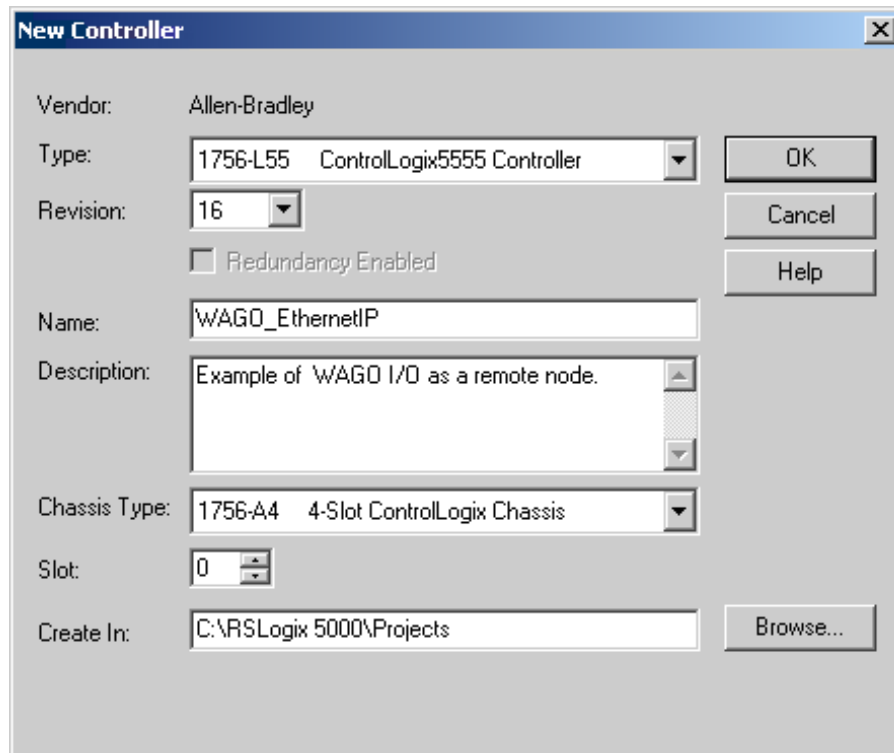 New Controller
Vendor: Allen-Bradley
Type: 1756-L55 ControlLogix5555 Controller OK
Revision: 16 Cancel
Redundancy Enabled Help
Name: WAGO_EthernetIP
Description: Example of WAGO I/O as a remote node.
Chassis Type: 1756-A4 4-Slot ControlLogix Chassis
Slot: 0
Create In: C:\RSLogix 5000\Projects Browse...